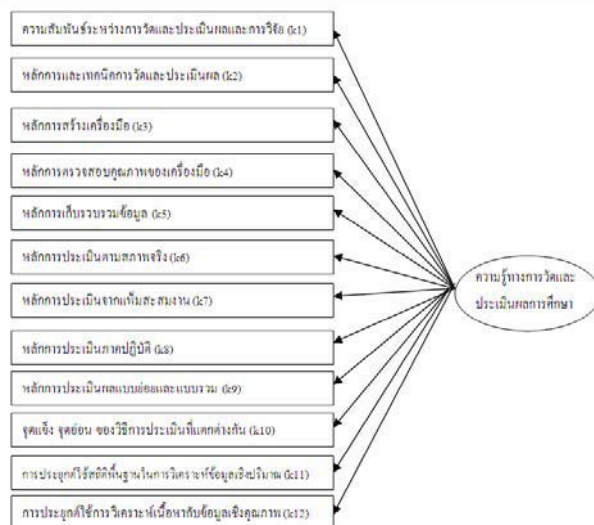 ความสัมพันธ์ระหว่างการวัดและประเมินผลและการวิจัย (k1)
หลักการและเทคนิคการวัดและประเมินผล (k2)
หลักการสร้างเครื่องมือ (k3)
หลักการตรวจสอบคุณภาพของเครื่องมือ (k4)
หลักการเก็บรวบรวมข้อมูล (k5)
หลักการประเมินตามสภาพจริง (k6)
หลักการประเมินจากแฟ้มสะสมงาน (k7)
หลักการประเมินภาคปฏิบัติ (k8)
หลักการประเมินผลแบบย่อยและแบบรวม (k9)
จุดแข็ง จุดอ่อน ของวิธีการประเมินที่แตกต่างกัน (k10)
การประยุกต์ใช้สถิติพื้นฐานในการวิเคราะห์ข้อมูลเชิงปริมาณ (k11)
การประยุกต์ใช้การวิเคราะห์เนื้อหากับข้อมูลเชิงคุณภาพ (k12)
ความรู้ทางการวัดและ
ประเมินผลการศึกษา